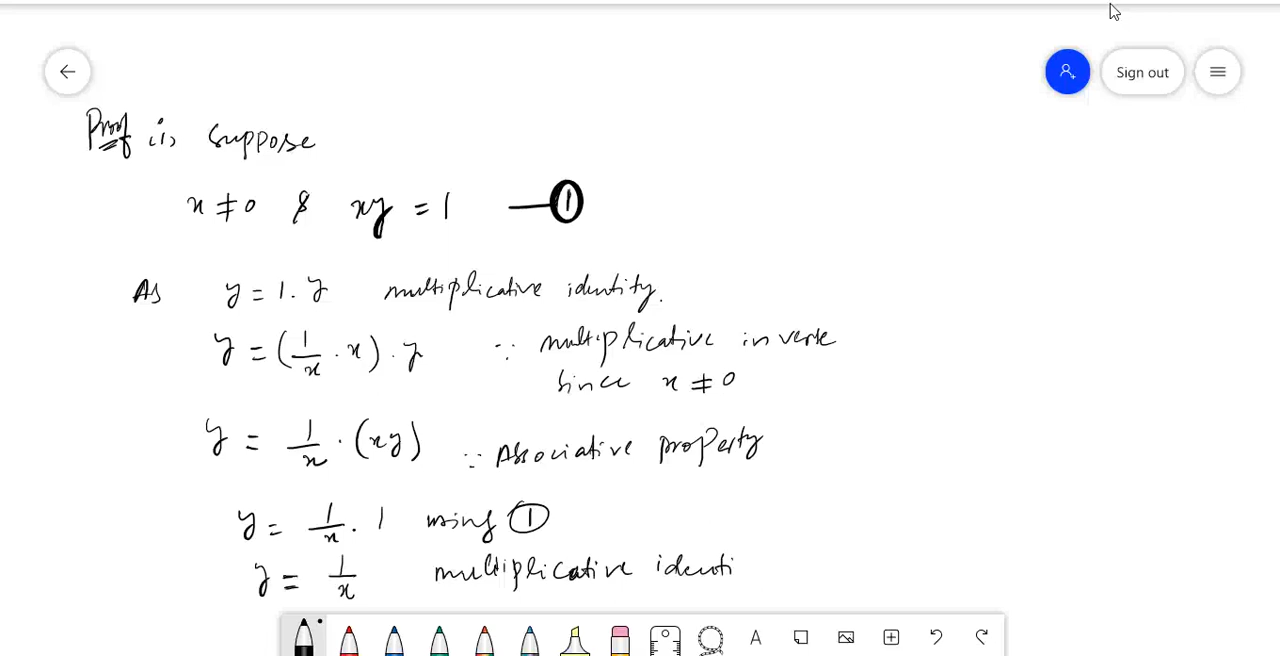 Sign out
Proof (i) Suppose
x ≠ 0 & xy = 1 — ①
As y = 1 . y multiplicative identity.
y = (1/x . x) . y ∵ multiplicative inverse
since x ≠ 0
y = 1/x . (xy) ∵ Associative property
y = 1/x . 1 using ①
y = 1/x multiplicative identi
A